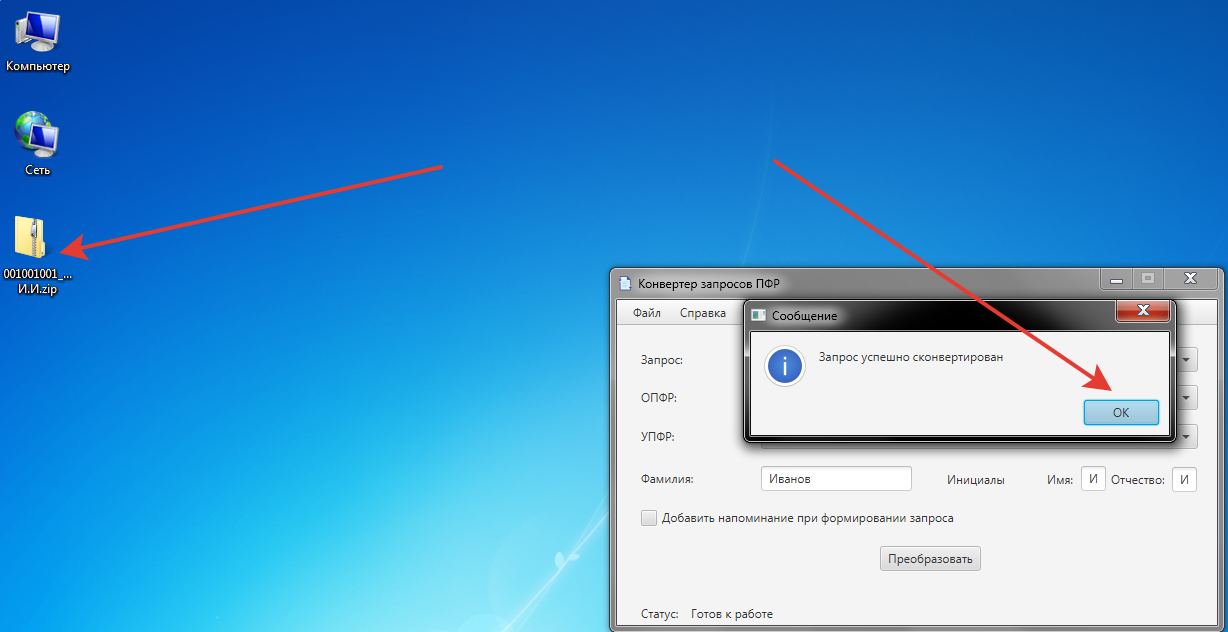 Компьютер
Сеть
001001001_...
И.И.zip
Конвертер запросов ПФР
Файл Справка
Сообщение
Запрос успешно сконвертирован
OK
Запрос:
ОПФР:
УПФР:
Фамилия: Иванов Инициалы Имя: И Отчество: И
Добавить напоминание при формировании запроса
Преобразовать
Статус: Готов к работе